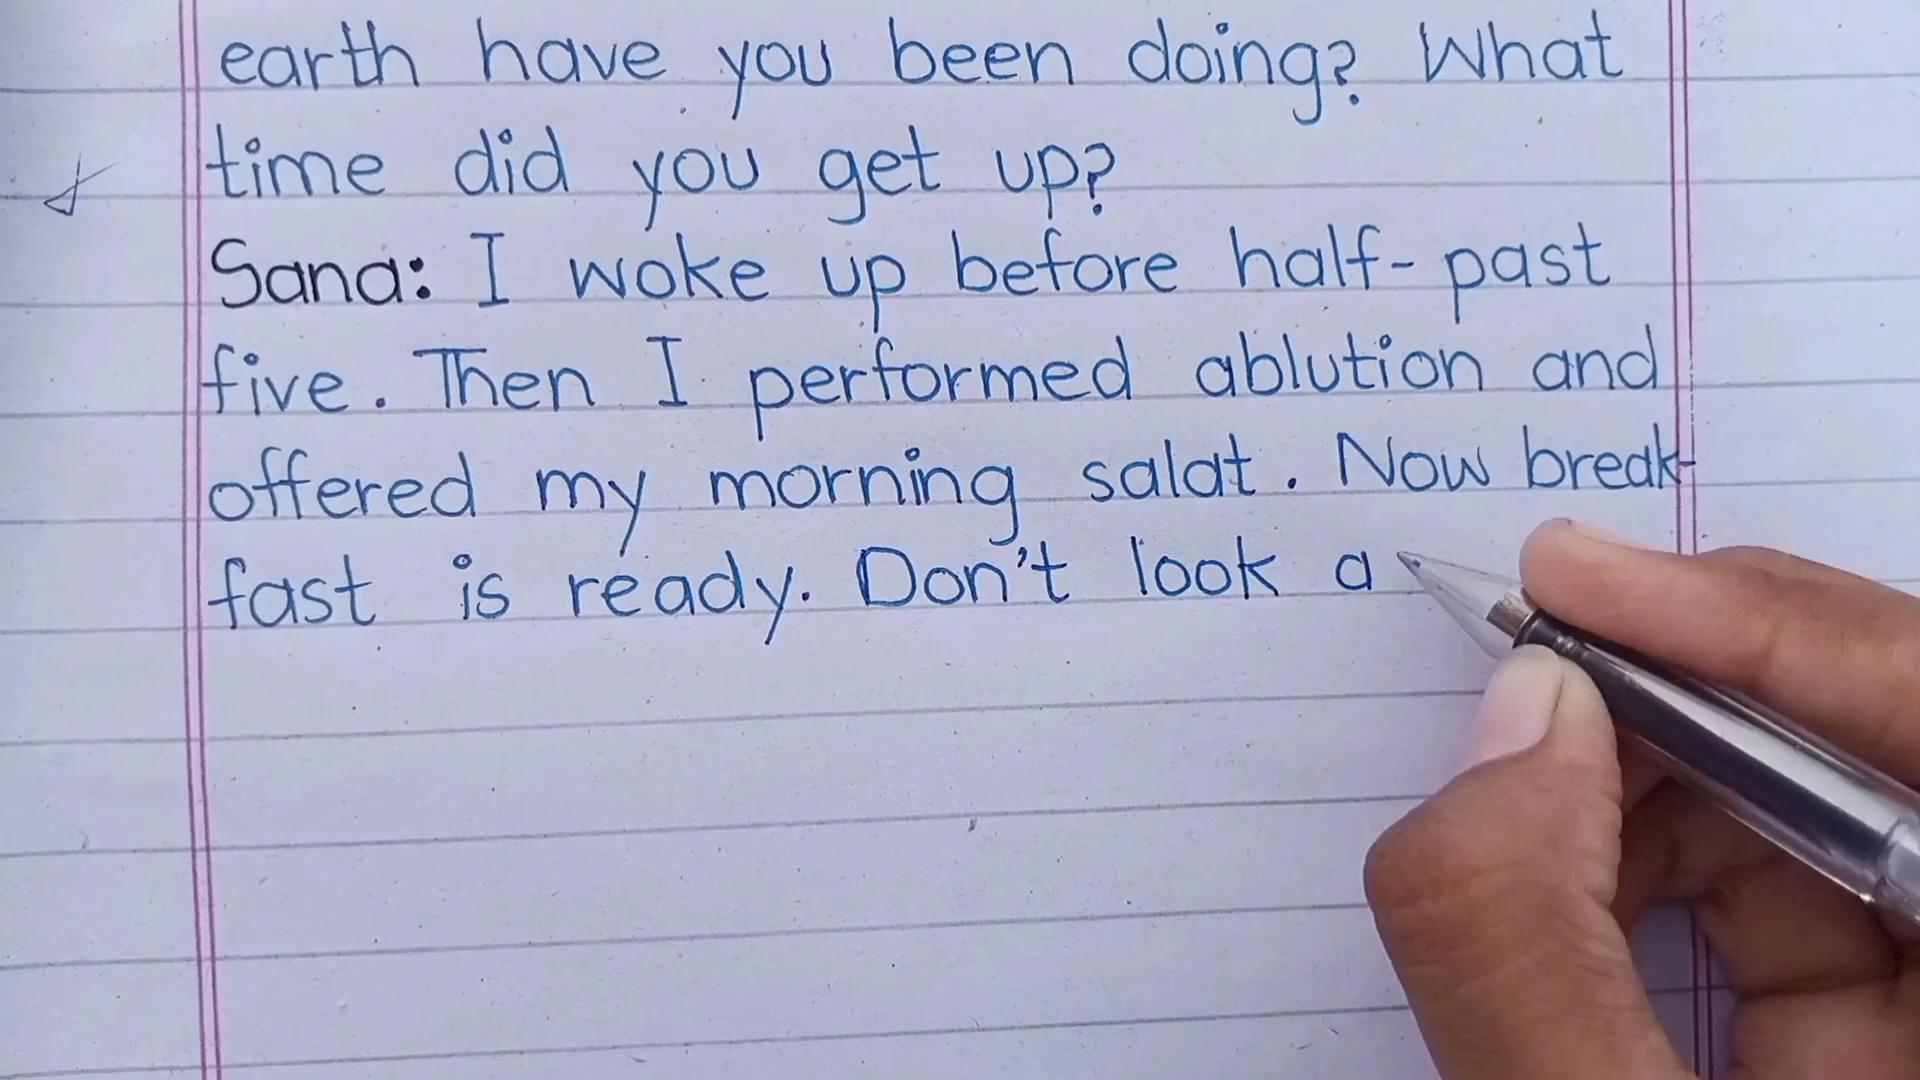 earth have you been doing? What
time did you get up?
Sana: I woke up before half-past
five. Then I performed ablution and
offered my morning salat. Now break-
fast is ready. Don't look a